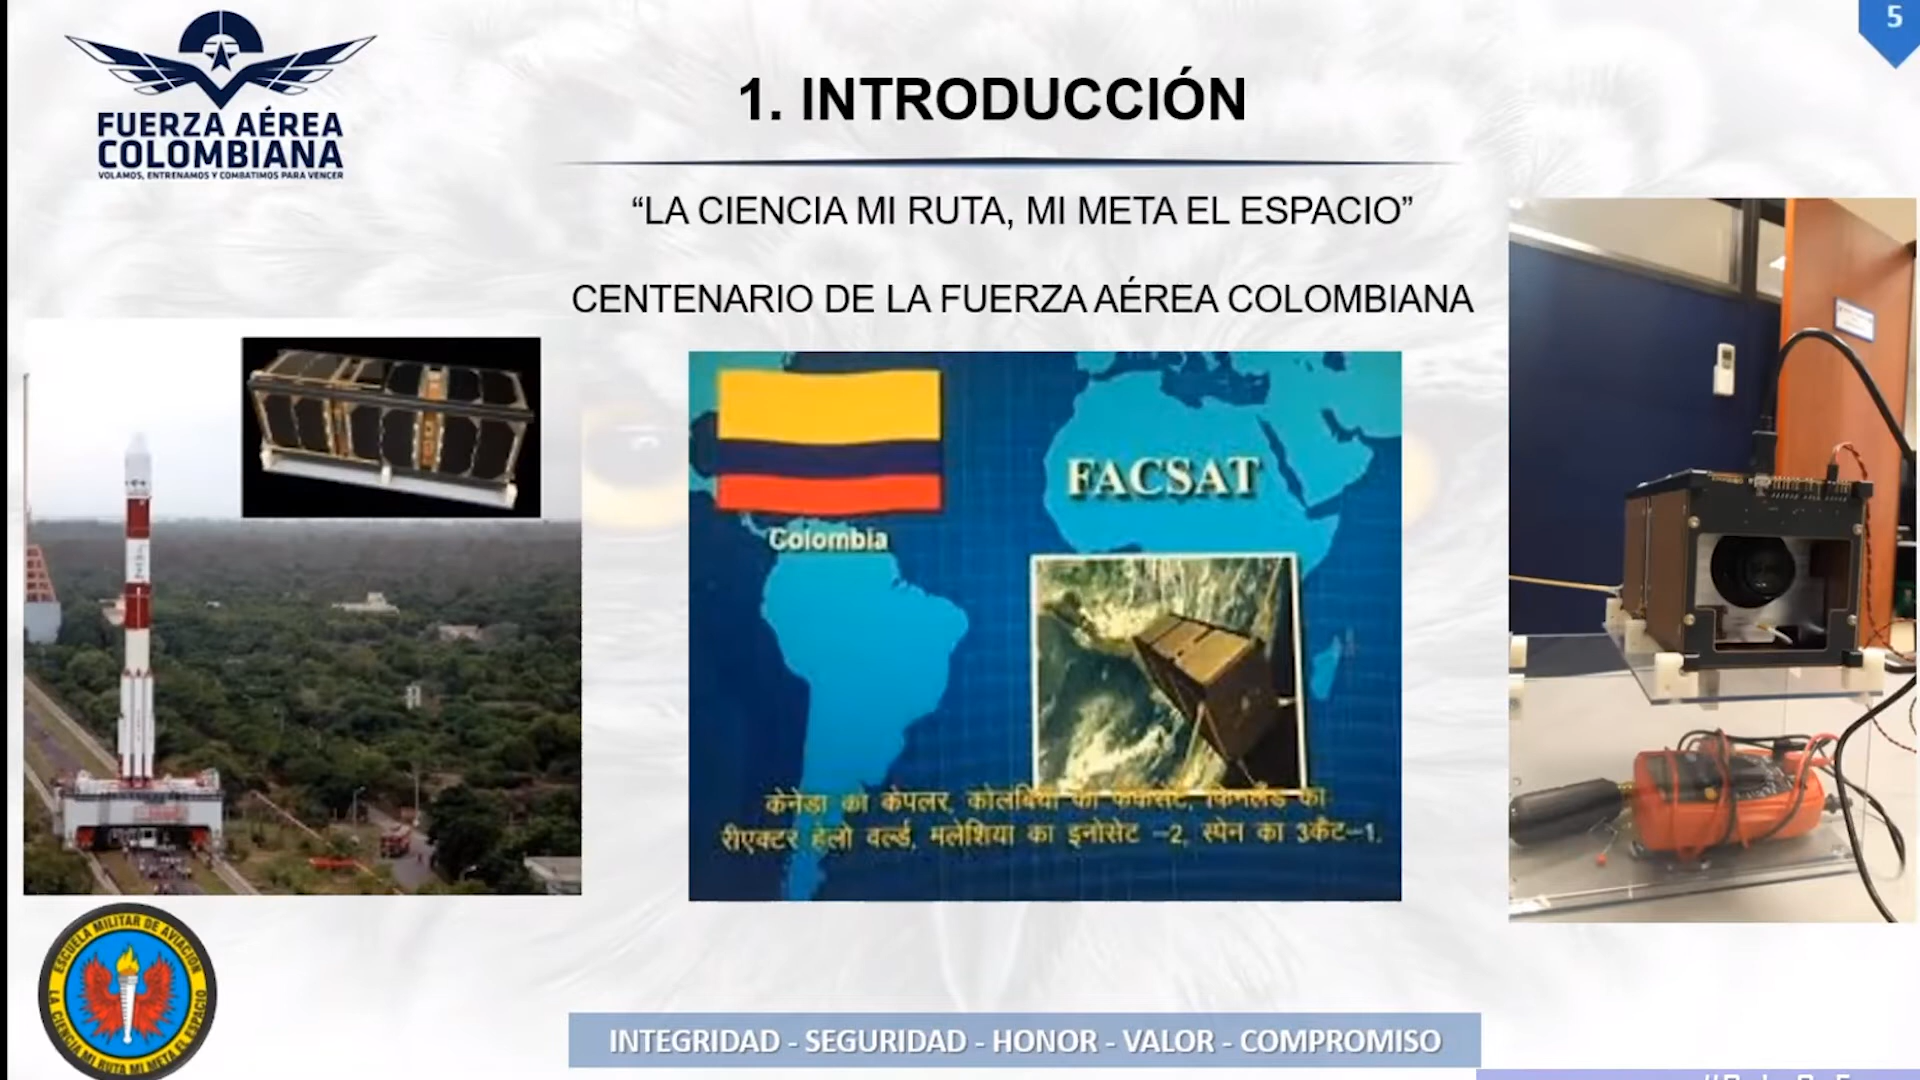 5
FUERZA AÉREA
COLOMBIANA
VOLAMOS, ENTRENAMOS Y COMBATIMOS PARA VENCER
1. INTRODUCCIÓN
“LA CIENCIA MI RUTA, MI META EL ESPACIO”
CENTENARIO DE LA FUERZA AÉREA COLOMBIANA
FACSAT
Colombia
केनेडा का केपलर, कोलंबिया का फैकसैट, फिनलैंड का
रीएक्टर हेलो वर्ल्ड, मलेशिया का इनोसेट -2, स्पेन का 3कैट-1.
ESCUELA MILITAR DE AVIACIÓN
LA CIENCIA MI RUTA MI META EL ESPACIO
INTEGRIDAD - SEGURIDAD - HONOR - VALOR - COMPROMISO